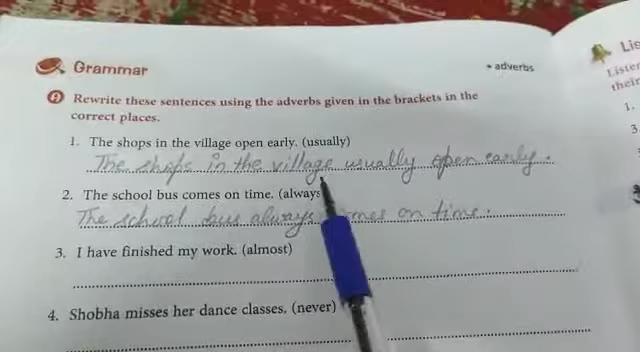 Grammar
• adverbs
Lis
A Rewrite these sentences using the adverbs given in the brackets in the
correct places.
Listen
their
1. The shops in the village open early. (usually)
1.
The shops in the village usually open early.
3.
2. The school bus comes on time. (always
The school bus always comes on time.
3. I have finished my work. (almost)
4. Shobha misses her dance classes. (never)